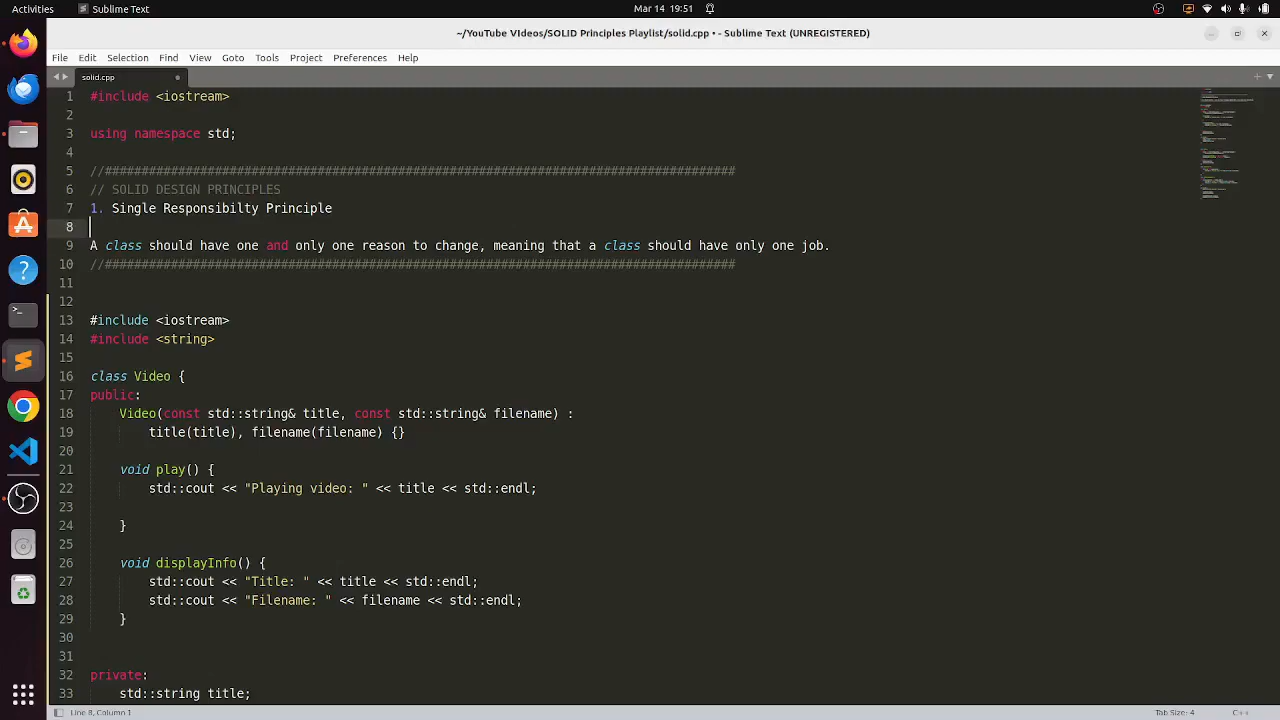 Activities
Sublime Text
Mar 14 19:51
~/YouTube VIdeos/SOLID Principles Playlist/solid.cpp • - Sublime Text (UNREGISTERED)
File Edit Selection Find View Goto Tools Project Preferences Help
solid.cpp
1 #include <iostream>
2
3 using namespace std;
4
5 //######################################################################################
6 // SOLID DESIGN PRINCIPLES
7 1. Single Responsibilty Principle
8
9 A class should have one and only one reason to change, meaning that a class should have only one job.
10 //######################################################################################
11
12
13 #include <iostream>
14 #include <string>
15
16 class Video {
17 public:
18 Video(const std::string& title, const std::string& filename) :
19 title(title), filename(filename) {}
20
21 void play() {
22 std::cout << "Playing video: " << title << std::endl;
23
24 }
25
26 void displayInfo() {
27 std::cout << "Title: " << title << std::endl;
28 std::cout << "Filename: " << filename << std::endl;
29 }
30
31
32 private:
33 std::string title;
Line 8, Column 1
Tab Size: 4
C++